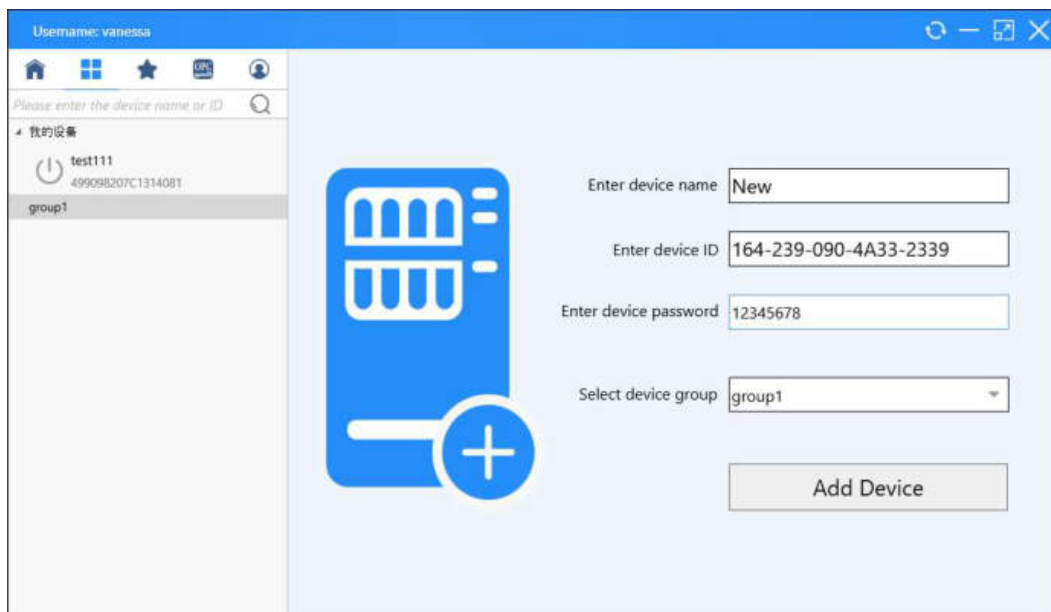 Username: vanessa
OPC
Please enter the device name or ID
我的设备
test111
499098207C1314081
group1
Enter device name
New
Enter device ID
164-239-090-4A33-2339
Enter device password
12345678
Select device group
group1
Add Device